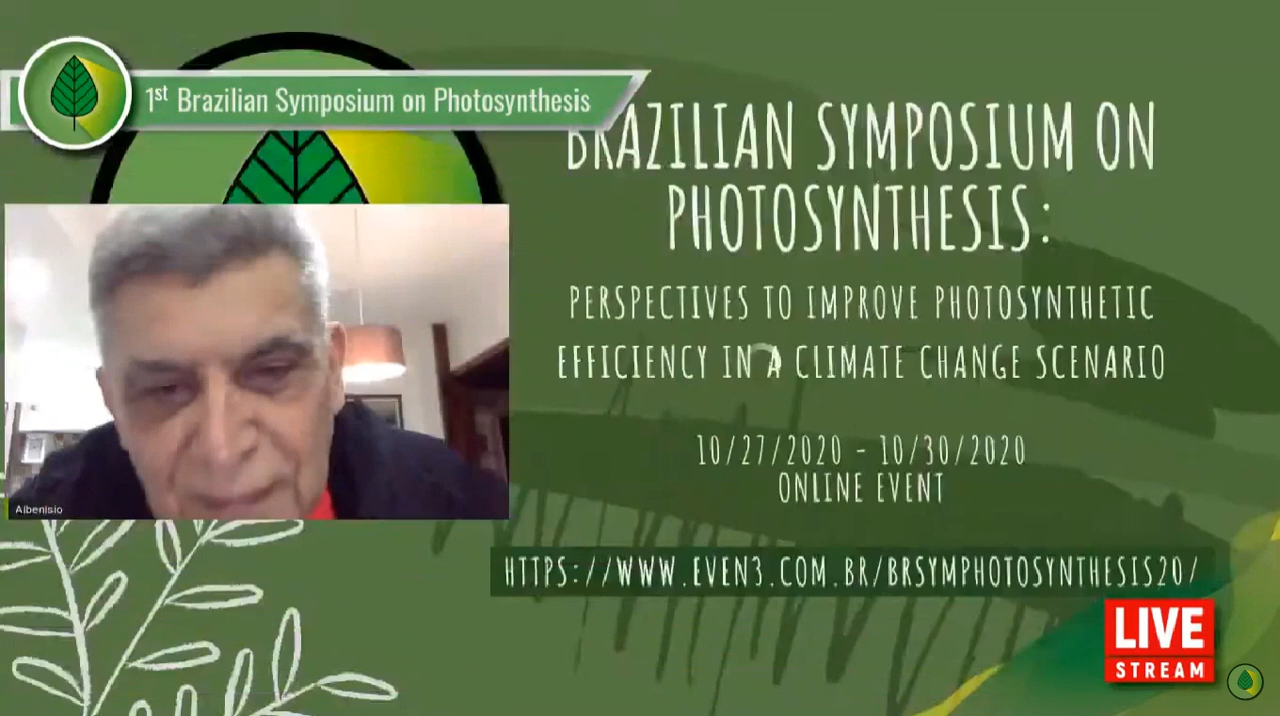 1st Brazilian Symposium on Photosynthesis
BRAZILIAN SYMPOSIUM ON
PHOTOSYNTHESIS:
PERSPECTIVES TO IMPROVE PHOTOSYNTHETIC
EFFICIENCY IN A CLIMATE CHANGE SCENARIO
10/27/2020 - 10/30/2020
ONLINE EVENT
Albenisio
HTTPS://WWW.EVEN3.COM.BR/BRSYMPHOTOSYNTHESIS20/
LIVE
STREAM